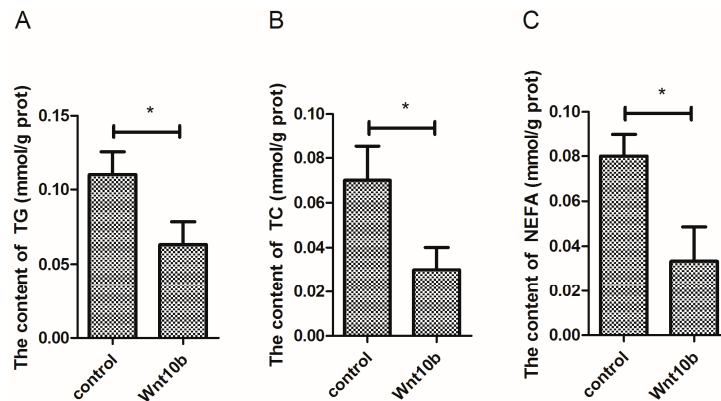 A
The content of TG (mmol/g prot)
0.15
0.10
0.05
0.00
*
control
Wnt10b
B
The content of TC (mmol/g prot)
0.10
0.08
0.06
0.04
0.02
0.00
*
control
Wnt10b
C
The content of NEFA (mmol/g prot)
0.10
0.08
0.06
0.04
0.02
0.00
*
control
Wnt10b